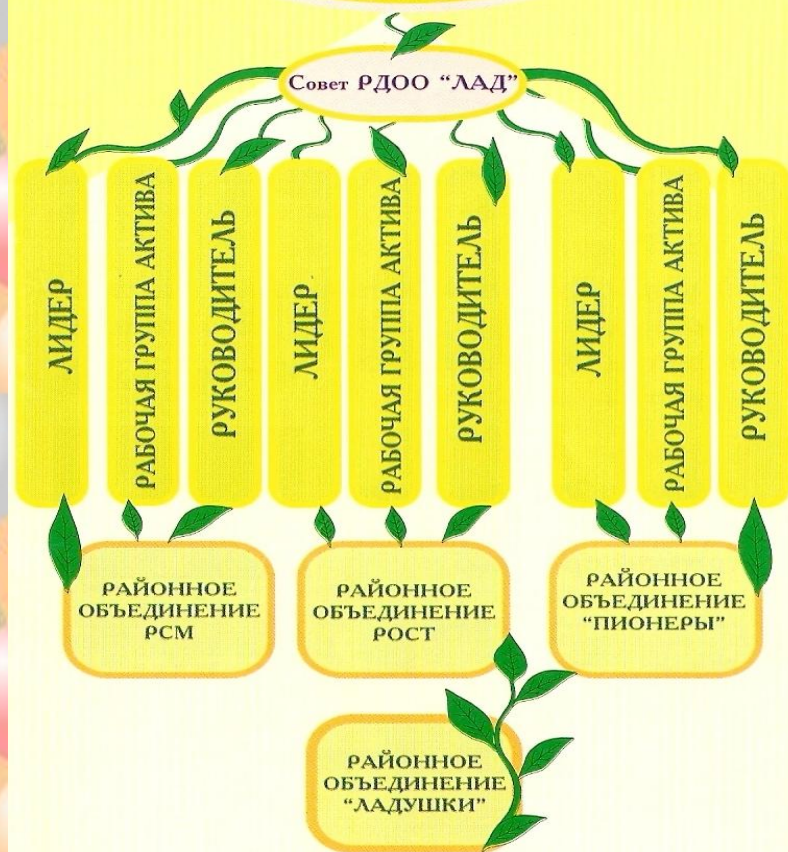 Совет РДОО “ЛАД”
ЛИДЕР
РАБОЧАЯ ГРУППА АКТИВА
РУКОВОДИТЕЛЬ
ЛИДЕР
РАБОЧАЯ ГРУППА АКТИВА
РУКОВОДИТЕЛЬ
ЛИДЕР
РАБОЧАЯ ГРУППА АКТИВА
РУКОВОДИТЕЛЬ
РАЙОННОЕ
ОБЪЕДИНЕНИЕ
РСМ
РАЙОННОЕ
ОБЪЕДИНЕНИЕ
РОСТ
РАЙОННОЕ
ОБЪЕДИНЕНИЕ
“ПИОНЕРЫ”
РАЙОННОЕ
ОБЪЕДИНЕНИЕ
“ЛАДУШКИ”